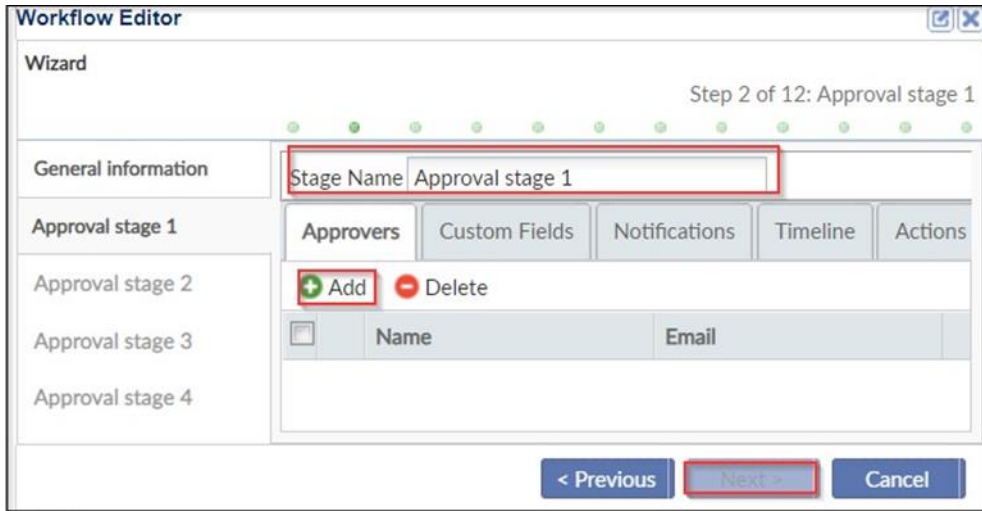 Workflow Editor
Wizard
Step 2 of 12: Approval stage 1
General information
Approval stage 1
Approval stage 2
Approval stage 3
Approval stage 4
Stage Name Approval stage 1
Approvers Custom Fields Notifications Timeline Actions
Add Delete
Name Email
< Previous Next > Cancel